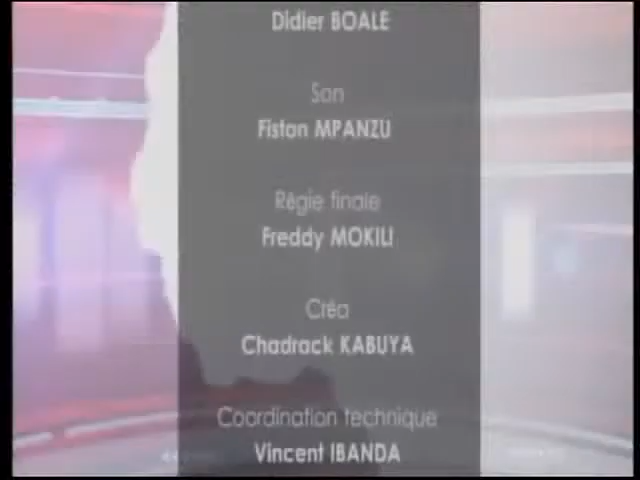 Didier BOALE
Son
Fiston MPANZU
Régie finale
Freddy MOKILI
Créa
Chadrack KABUYA
Coordination technique
Vincent IBANDA